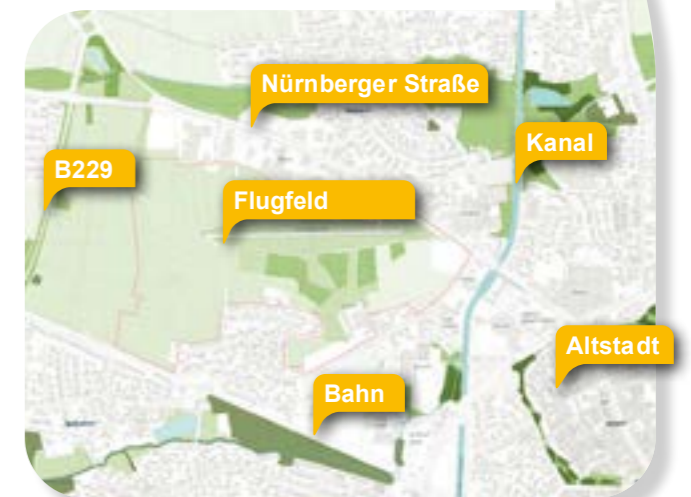 Nürnberger Straße
Kanal
B229
Flugfeld
Altstadt
Bahn